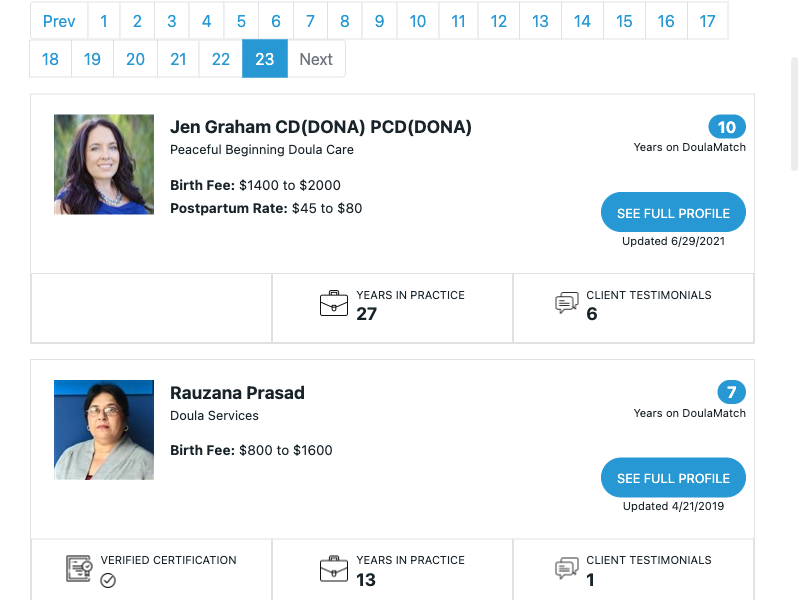 Prev 1 2 3 4 5 6 7 8 9 10 11 12 13 14 15 16 17
18 19 20 21 22 23 Next
Jen Graham CD(DONA) PCD(DONA)
Peaceful Beginning Doula Care
Birth Fee: $1400 to $2000
Postpartum Rate: $45 to $80
10
Years on DoulaMatch
SEE FULL PROFILE
Updated 6/29/2021
YEARS IN PRACTICE
27
CLIENT TESTIMONIALS
6
Rauzana Prasad
Doula Services
Birth Fee: $800 to $1600
7
Years on DoulaMatch
SEE FULL PROFILE
Updated 4/21/2019
VERIFIED CERTIFICATION
YEARS IN PRACTICE
13
CLIENT TESTIMONIALS
1